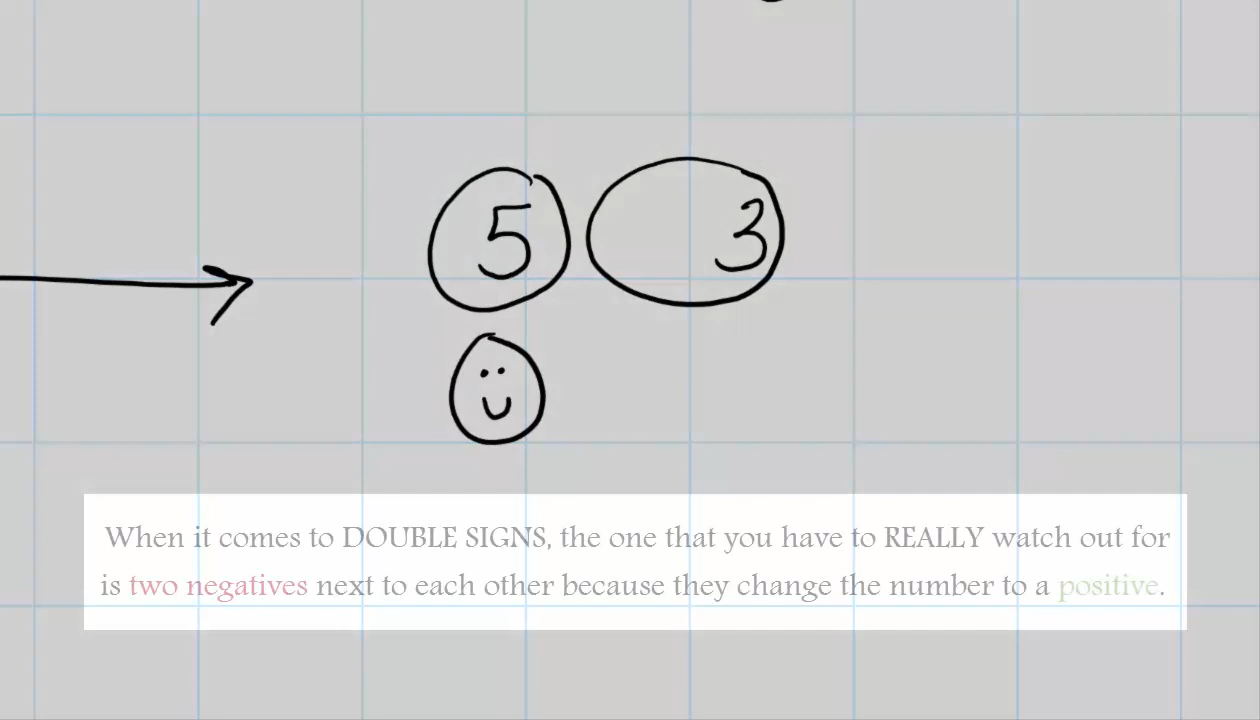 5 3
When it comes to DOUBLE SIGNS, the one that you have to REALLY watch out for
is two negatives next to each other because they change the number to a positive.